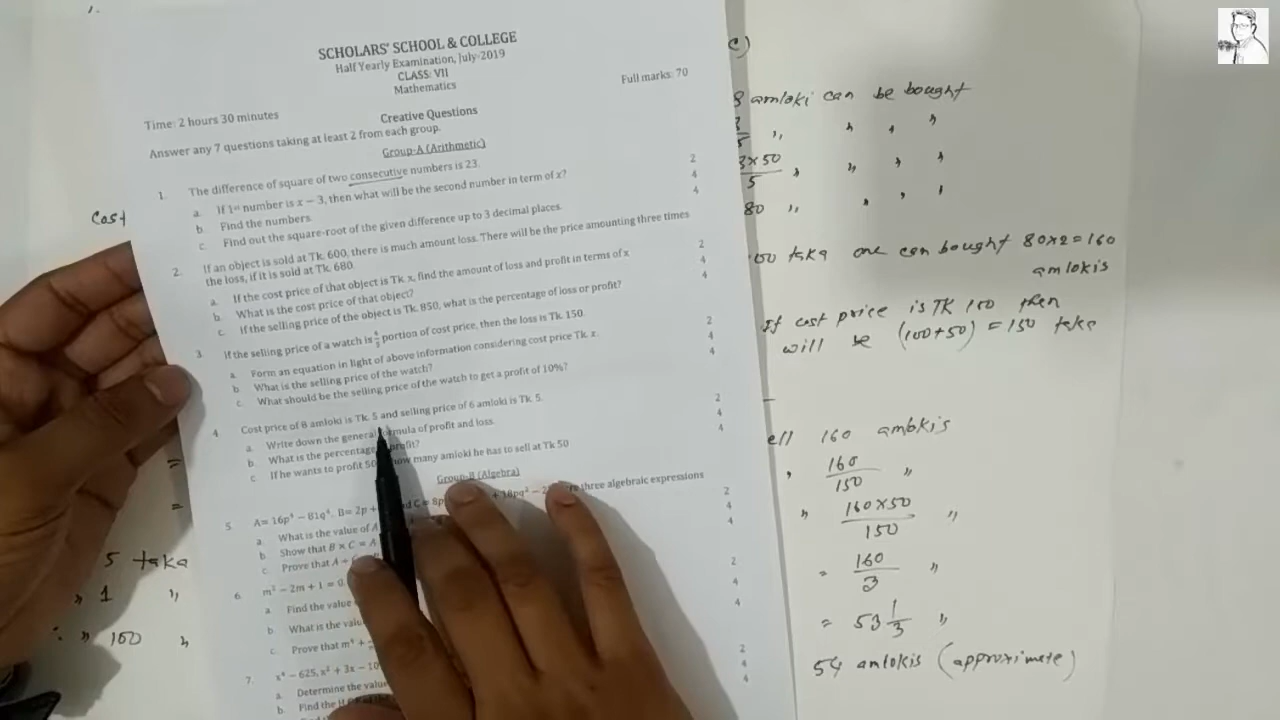 SCHOLARS' SCHOOL & COLLEGE
Half Yearly Examination, July-2019
CLASS: VII
Mathematics
Time: 2 hours 30 minutes
Full marks: 70
Creative Questions
Answer any 7 questions taking at least 2 from each group.
Group-A (Arithmetic)
1. The difference of square of two consecutive numbers is 23.
a. If 1st number is x − 3, then what will be the second number in term of x? 2
b. Find the numbers. 4
c. Find out the square-root of the given difference up to 3 decimal places. 4
2. If an object is sold at Tk. 600, there is much amount loss. There will be the price amounting three times
the loss, if it is sold at Tk. 680.
a. If the cost price of that object is Tk x, find the amount of loss and profit in terms of x 2
b. What is the cost price of that object? 4
c. If the selling price of the object is Tk. 850, what is the percentage of loss or profit? 4
3 If the selling price of a watch is portion of cost price, then the loss is Tk. 150.
a. Form an equation in light of above information considering cost price Tk. x. 2
b. What is the selling price of the watch? 4
c. What should be the selling price of the watch to get a profit of 10%? 4
4 Cost price of 8 amloki is Tk. 5 and selling price of 6 amloki is Tk. 5.
a. Write down the general formula of profit and loss. 2
b. What is the percentage profit? 4
c If he wants to profit 50 how many amloki he has to sell at Tk 50 4
Group-B (Algebra)
5. A= 16p⁴ − 81q⁴, B= 2p + three algebraic expressions
a. What is the value of A 2
b. Show that B × C = A 4
c. Prove that A ÷ 4
6. m² − 2m + 1 = 0.
a. Find the value 2
b. What is the valu 4
c. Prove that m⁴ + 4
7. x⁴ − 625, x² + 3x − 10
a. Determine the value 2
b. Find the 4
4
Cost
=
=
5 taka
" 1 "
∴ " 100 "
c)
8 amloki can be bought
" " " "
3×50
5 " " " "
80 " " " "
taka one can bought 80×2=160
amlokis
If cost price is TK 100 then
will be (100+50) = 150 taka
ell 160 amlokis
" 160
150 "
" 160×50
150 "
= 160
3 "
= 53 1/3 "
54 amlokis (approximate)